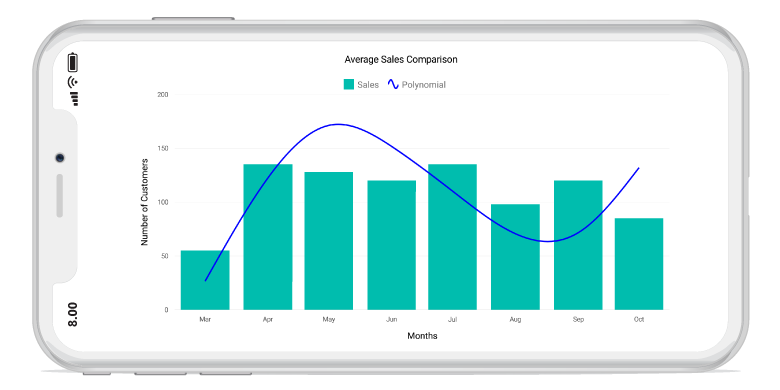 Average Sales Comparison
Sales Polynomial
200
150
100
50
0
Number of Customers
Mar Apr May Jun Jul Aug Sep Oct
Months
8.00